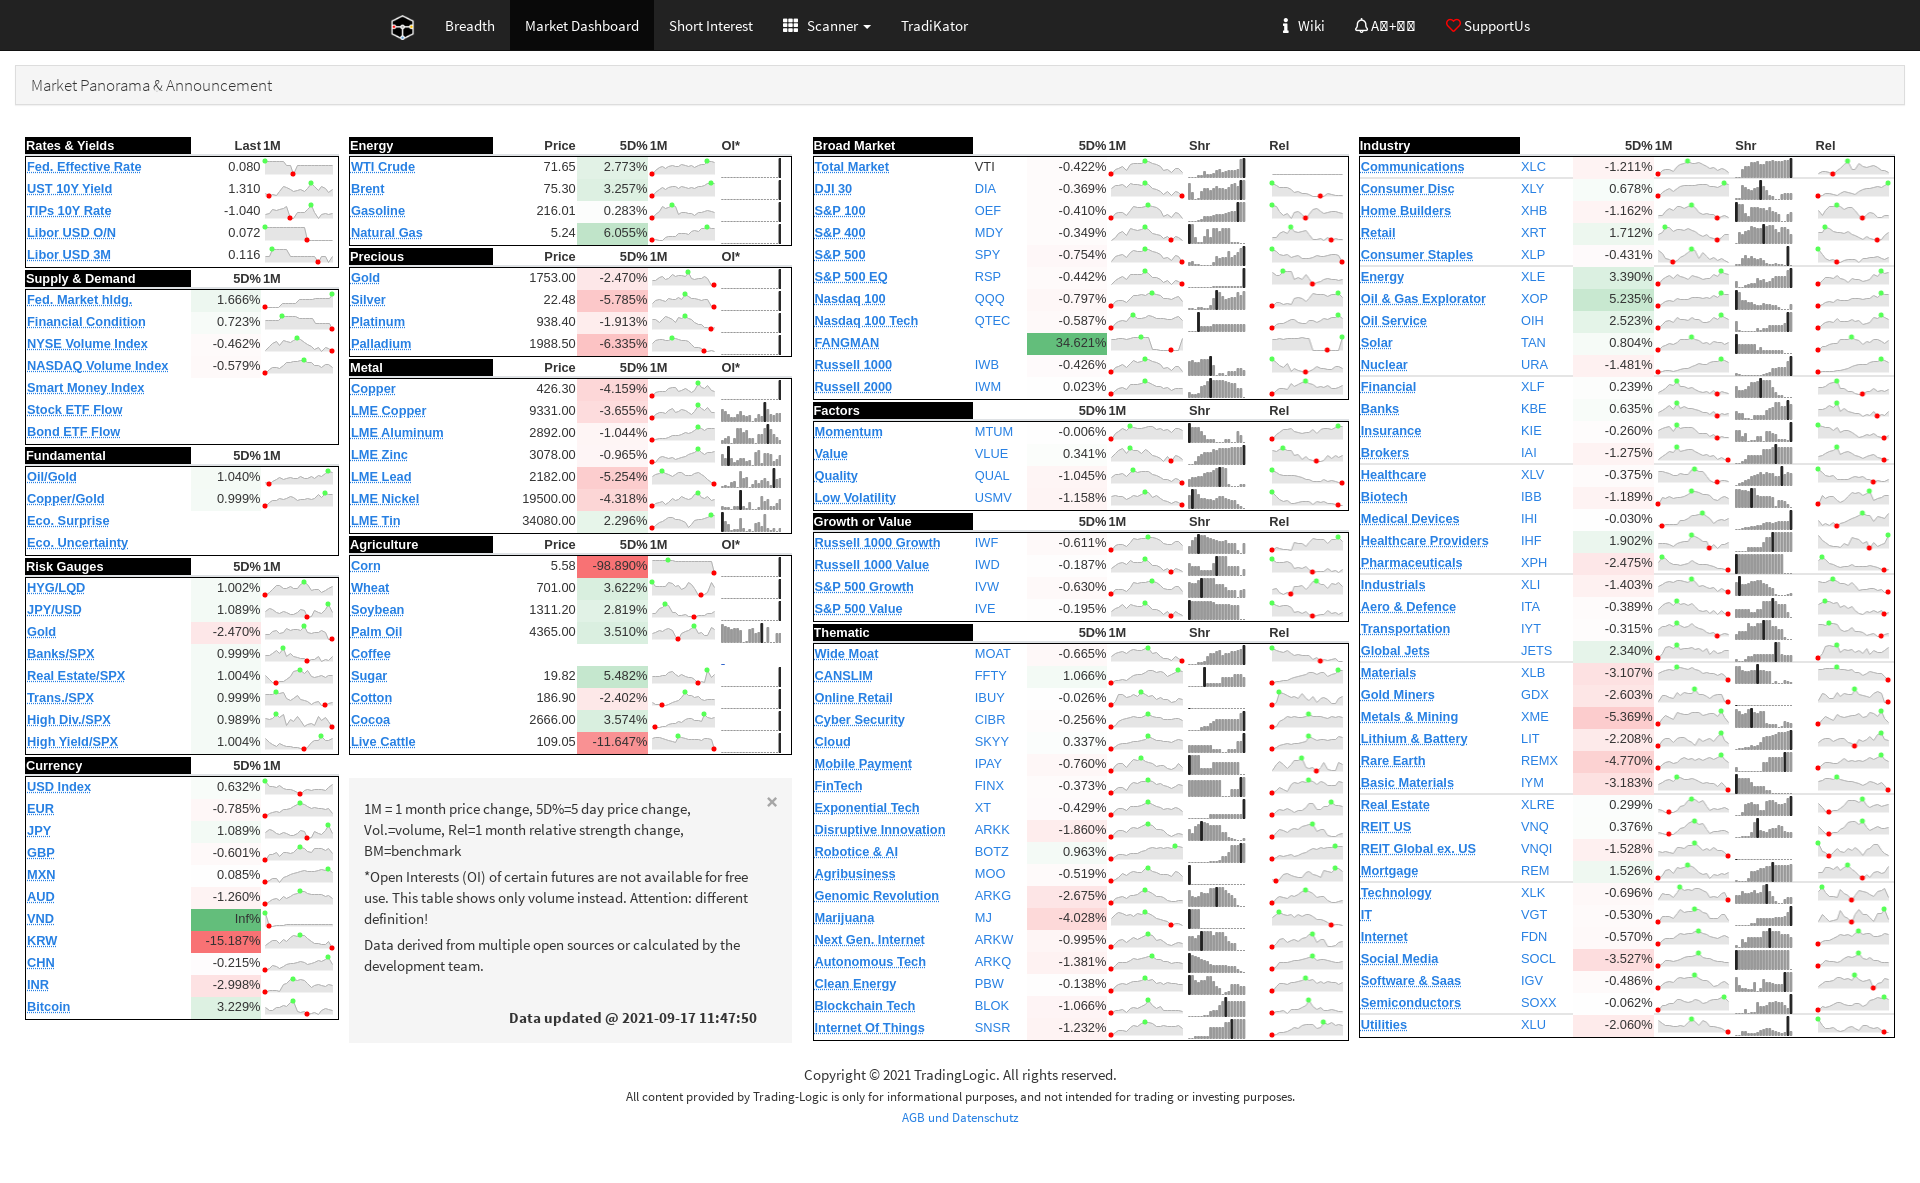 Breadth
Market Dashboard
Short Interest
Scanner
TradiKator
Wiki
SupportUs
Market Panorama & Announcement
Rates & Yields Last 1M
Fed. Effective Rate 0.080
UST 10Y Yield 1.310
TIPs 10Y Rate -1.040
Libor USD O/N 0.072
Libor USD 3M 0.116
Supply & Demand 5D% 1M
Fed. Market hldg. 1.666%
Financial Condition 0.723%
NYSE Volume Index -0.462%
NASDAQ Volume Index -0.579%
Smart Money Index
Stock ETF Flow
Bond ETF Flow
Fundamental 5D% 1M
Oil/Gold 1.040%
Copper/Gold 0.999%
Eco. Surprise
Eco. Uncertainty
Risk Gauges 5D% 1M
HYG/LQD 1.002%
JPY/USD 1.089%
Gold -2.470%
Banks/SPX 0.999%
Real Estate/SPX 1.004%
Trans./SPX 0.999%
High Div./SPX 0.989%
High Yield/SPX 1.004%
Currency 5D% 1M
USD Index 0.632%
EUR -0.785%
JPY 1.089%
GBP -0.601%
MXN 0.085%
AUD -1.260%
VND Inf%
KRW -15.187%
CHN -0.215%
INR -2.998%
Bitcoin 3.229%
Energy Price 5D% 1M OI*
WTI Crude 71.65 2.773%
Brent 75.30 3.257%
Gasoline 216.01 0.283%
Natural Gas 5.24 6.055%
Precious Price 5D% 1M OI*
Gold 1753.00 -2.470%
Silver 22.48 -5.785%
Platinum 938.40 -1.913%
Palladium 1988.50 -6.335%
Metal Price 5D% 1M OI*
Copper 426.30 -4.159%
LME Copper 9331.00 -3.655%
LME Aluminum 2892.00 -1.044%
LME Zinc 3078.00 -0.965%
LME Lead 2182.00 -5.254%
LME Nickel 19500.00 -4.318%
LME Tin 34080.00 2.296%
Agriculture Price 5D% 1M OI*
Corn 5.58 -98.890%
Wheat 701.00 3.622%
Soybean 1311.20 2.819%
Palm Oil 4365.00 3.510%
Coffee
Sugar 19.82 5.482%
Cotton 186.90 -2.402%
Cocoa 2666.00 3.574%
Live Cattle 109.05 -11.647%
×
1M = 1 month price change, 5D%=5 day price change,
Vol.=volume, Rel=1 month relative strength change,
BM=benchmark
*Open Interests (OI) of certain futures are not available for free
use. This table shows only volume instead. Attention: different
definition!
Data derived from multiple open sources or calculated by the
development team.
Data updated @ 2021-09-17 11:47:50
Broad Market 5D% 1M Shr Rel
Total Market VTI -0.422%
DJI 30 DIA -0.369%
S&P 100 OEF -0.410%
S&P 400 MDY -0.349%
S&P 500 SPY -0.754%
S&P 500 EQ RSP -0.442%
Nasdaq 100 QQQ -0.797%
Nasdaq 100 Tech QTEC -0.587%
FANGMAN 34.621%
Russell 1000 IWB -0.426%
Russell 2000 IWM 0.023%
Factors 5D% 1M Shr Rel
Momentum MTUM -0.006%
Value VLUE 0.341%
Quality QUAL -1.045%
Low Volatility USMV -1.158%
Growth or Value 5D% 1M Shr Rel
Russell 1000 Growth IWF -0.611%
Russell 1000 Value IWD -0.187%
S&P 500 Growth IVW -0.630%
S&P 500 Value IVE -0.195%
Thematic 5D% 1M Shr Rel
Wide Moat MOAT -0.665%
CANSLIM FFTY 1.066%
Online Retail IBUY -0.026%
Cyber Security CIBR -0.256%
Cloud SKYY 0.337%
Mobile Payment IPAY -0.760%
FinTech FINX -0.373%
Exponential Tech XT -0.429%
Disruptive Innovation ARKK -1.860%
Robotice & AI BOTZ 0.963%
Agribusiness MOO -0.519%
Genomic Revolution ARKG -2.675%
Marijuana MJ -4.028%
Next Gen. Internet ARKW -0.995%
Autonomous Tech ARKQ -1.381%
Clean Energy PBW -0.138%
Blockchain Tech BLOK -1.066%
Internet Of Things SNSR -1.232%
Industry 5D% 1M Shr Rel
Communications XLC -1.211%
Consumer Disc XLY 0.678%
Home Builders XHB -1.162%
Retail XRT 1.712%
Consumer Staples XLP -0.431%
Energy XLE 3.390%
Oil & Gas Explorator XOP 5.235%
Oil Service OIH 2.523%
Solar TAN 0.804%
Nuclear URA -1.481%
Financial XLF 0.239%
Banks KBE 0.635%
Insurance KIE -0.260%
Brokers IAI -1.275%
Healthcare XLV -0.375%
Biotech IBB -1.189%
Medical Devices IHI -0.030%
Healthcare Providers IHF 1.902%
Pharmaceuticals XPH -2.475%
Industrials XLI -1.403%
Aero & Defence ITA -0.389%
Transportation IYT -0.315%
Global Jets JETS 2.340%
Materials XLB -3.107%
Gold Miners GDX -2.603%
Metals & Mining XME -5.369%
Lithium & Battery LIT -2.208%
Rare Earth REMX -4.770%
Basic Materials IYM -3.183%
Real Estate XLRE 0.299%
REIT US VNQ 0.376%
REIT Global ex. US VNQI -1.528%
Mortgage REM 1.526%
Technology XLK -0.696%
IT VGT -0.530%
Internet FDN -0.570%
Social Media SOCL -3.527%
Software & Saas IGV -0.486%
Semiconductors SOXX -0.062%
Utilities XLU -2.060%
Copyright © 2021 TradingLogic. All rights reserved.
All content provided by Trading-Logic is only for informational purposes, and not intended for trading or investing purposes.
AGB und Datenschutz